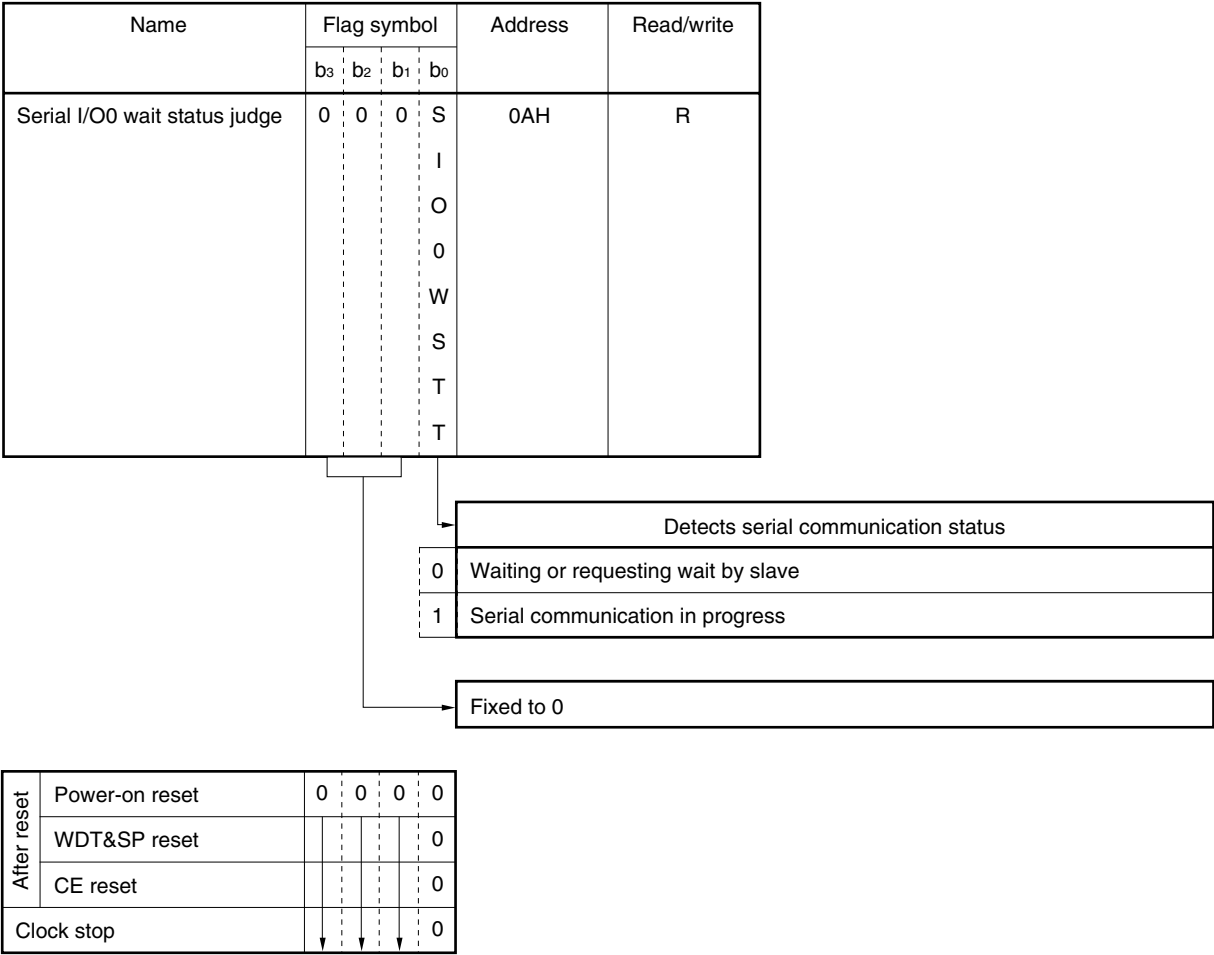 Name Flag symbol Address Read/write
b3 b2 b1 b0
Serial I/O0 wait status judge 0 0 0 S 0AH R
I
O
0
W
S
T
T
Detects serial communication status
0 Waiting or requesting wait by slave
1 Serial communication in progress
Fixed to 0
After reset
Power-on reset 0 0 0 0
WDT&SP reset 0
CE reset 0
Clock stop 0